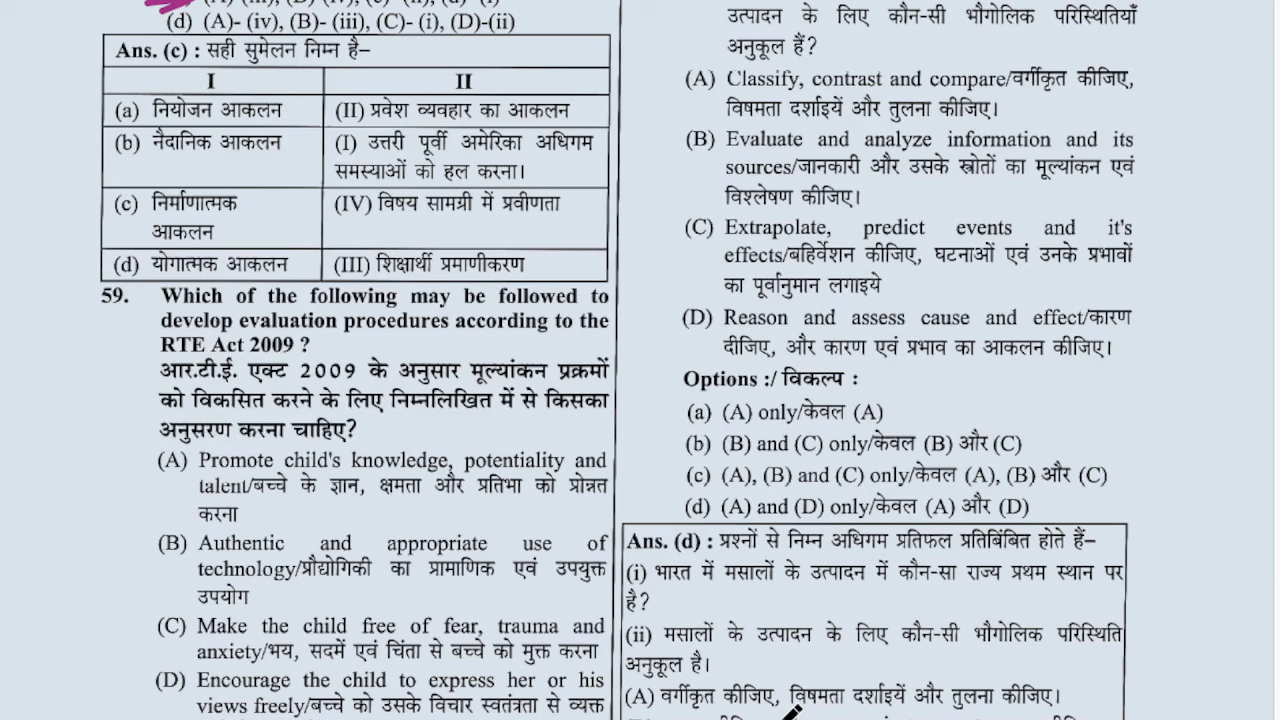 (d) (A)- (iv), (B)- (iii), (C)- (i), (D)-(ii)
Ans. (c) : सही सुमेलन निम्न है–
I II
(a) नियोजन आकलन (II) प्रवेश व्यवहार का आकलन
(b) नैदानिक आकलन (I) उत्तरी पूर्वी अमेरिका अधिगम
समस्याओं को हल करना।
(c) निर्माणात्मक (IV) विषय सामग्री में प्रवीणता
आकलन
(d) योगात्मक आकलन (III) शिक्षार्थी प्रमाणीकरण
59. Which of the following may be followed to
develop evaluation procedures according to the
RTE Act 2009 ?
आर.टी.ई. एक्ट 2009 के अनुसार मूल्यांकन प्रक्रमों
को विकसित करने के लिए निम्नलिखित में से किसका
अनुसरण करना चाहिए?
(A) Promote child's knowledge, potentiality and
talent/बच्चे के ज्ञान, क्षमता और प्रतिभा को प्रोन्नत
करना
(B) Authentic and appropriate use of
technology/प्रौद्योगिकी का प्रामाणिक एवं उपयुक्त
उपयोग
(C) Make the child free of fear, trauma and
anxiety/भय, सदमें एवं चिंता से बच्चे को मुक्त करना
(D) Encourage the child to express her or his
views freely/बच्चे को उसके विचार स्वतंत्रता से व्यक्त
उत्पादन के लिए कौन-सी भौगोलिक परिस्थितियाँ
अनुकूल हैं?
(A) Classify, contrast and compare/वर्गीकृत कीजिए,
विषमता दर्शाइयें और तुलना कीजिए।
(B) Evaluate and analyze information and its
sources/जानकारी और उसके स्त्रोतों का मूल्यांकन एवं
विश्लेषण कीजिए।
(C) Extrapolate, predict events and it's
effects/बहिर्वेशन कीजिए, घटनाओं एवं उनके प्रभावों
का पूर्वानुमान लगाइये
(D) Reason and assess cause and effect/कारण
दीजिए, और कारण एवं प्रभाव का आकलन कीजिए।
Options :/ विकल्प :
(a) (A) only/केवल (A)
(b) (B) and (C) only/केवल (B) और (C)
(c) (A), (B) and (C) only/केवल (A), (B) और (C)
(d) (A) and (D) only/केवल (A) और (D)
Ans. (d) : प्रश्नों से निम्न अधिगम प्रतिफल प्रतिबिंबित होते हैं–
(i) भारत में मसालों के उत्पादन में कौन-सा राज्य प्रथम स्थान पर
है?
(ii) मसालों के उत्पादन के लिए कौन-सी भौगोलिक परिस्थिति
अनुकूल है।
(A) वर्गीकृत कीजिए, विषमता दर्शाइयें और तुलना कीजिए।